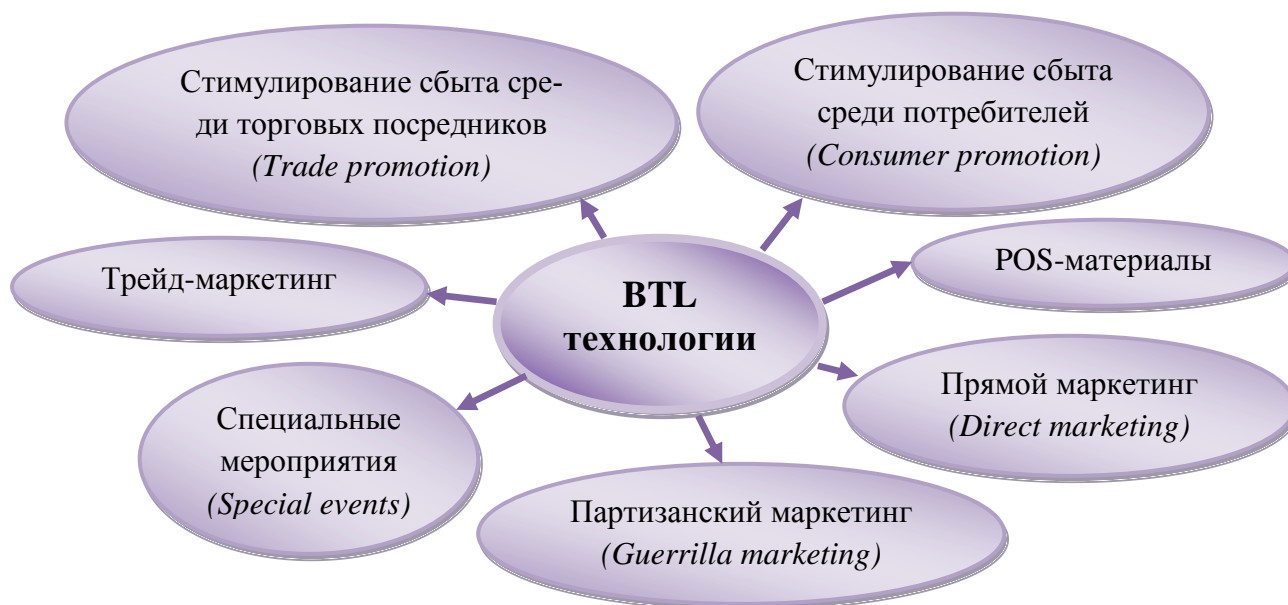 Стимулирование сбыта сре-
ди торговых посредников
(Trade promotion)
Стимулирование сбыта
среди потребителей
(Consumer promotion)
Трейд-маркетинг
BTL
технологии
POS-материалы
Специальные
мероприятия
(Special events)
Прямой маркетинг
(Direct marketing)
Партизанский маркетинг
(Guerrilla marketing)